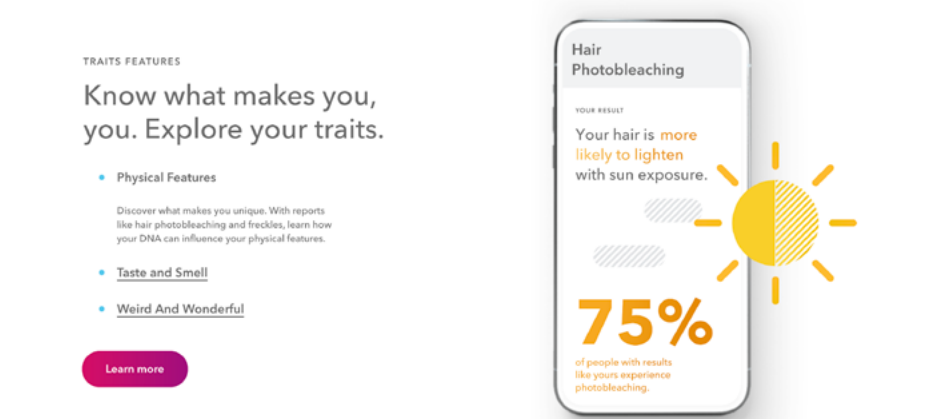 TRAITS FEATURES
Know what makes you,
you. Explore your traits.
Physical Features
Discover what makes you unique. With reports
like hair photobleaching and freckles, learn how
your DNA can influence your physical features.
Taste and Smell
Weird And Wonderful
Learn more
Hair
Photobleaching
YOUR RESULT
Your hair is more
likely to lighten
with sun exposure.
75%
of people with results
like yours experience
photobleaching.